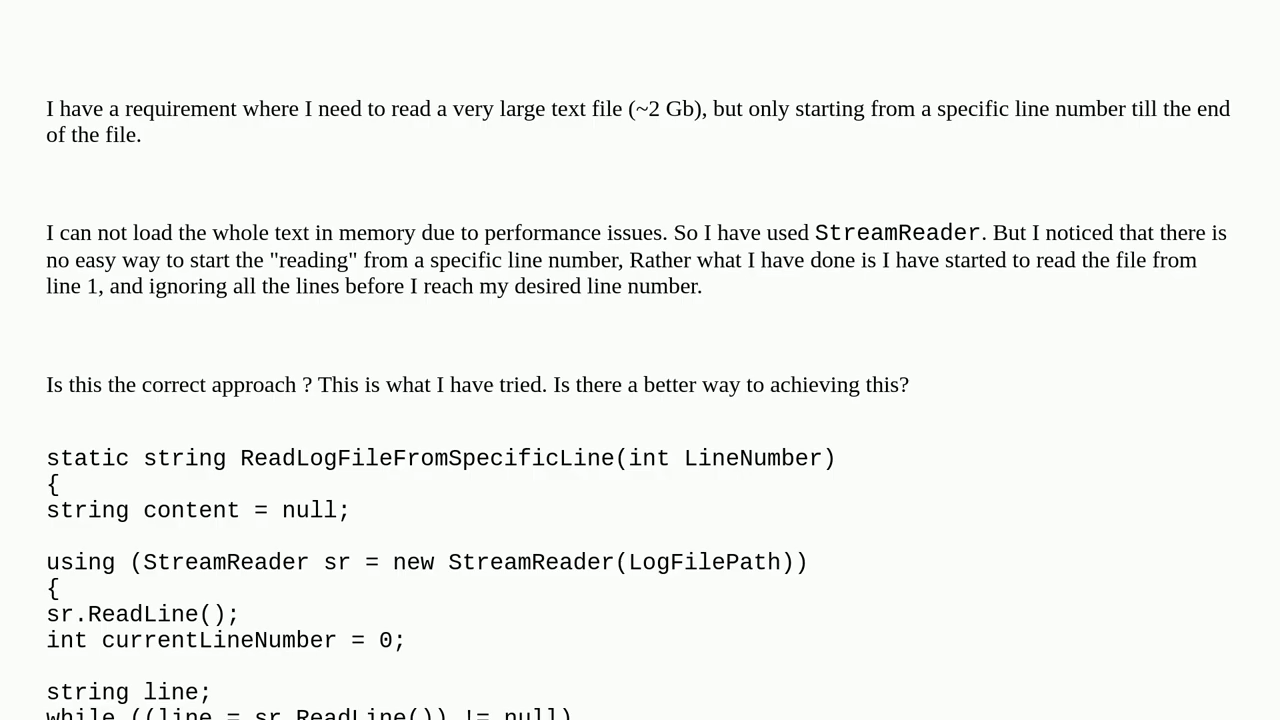 I have a requirement where I need to read a very large text file (~2 Gb), but only starting from a specific line number till the end
of the file.
I can not load the whole text in memory due to performance issues. So I have used StreamReader. But I noticed that there is
no easy way to start the "reading" from a specific line number, Rather what I have done is I have started to read the file from
line 1, and ignoring all the lines before I reach my desired line number.
Is this the correct approach ? This is what I have tried. Is there a better way to achieving this?
static string ReadLogFileFromSpecificLine(int LineNumber)
{
string content = null;
using (StreamReader sr = new StreamReader(LogFilePath))
{
sr.ReadLine();
int currentLineNumber = 0;
string line;
while ((line = sr.ReadLine()) != null)